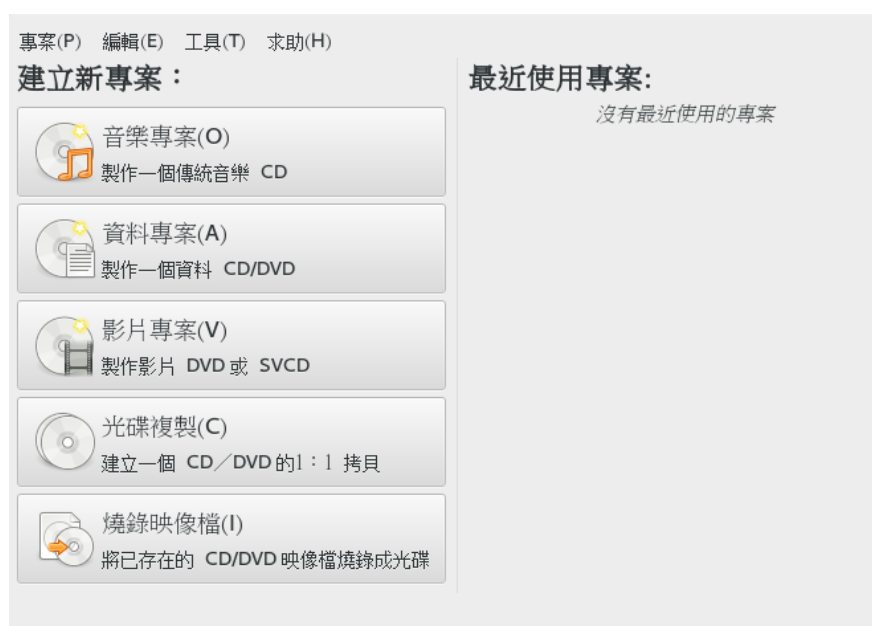 專案(P) 編輯(E) 工具(T) 求助(H)
建立新專案：
音樂專案(O)
製作一個傳統音樂 CD
資料專案(A)
製作一個資料 CD/DVD
影片專案(V)
製作影片 DVD 或 SVCD
光碟複製(C)
建立一個 CD／DVD 的1：1 拷貝
燒錄映像檔(I)
將已存在的 CD/DVD 映像檔燒錄成光碟
最近使用專案:
沒有最近使用的專案